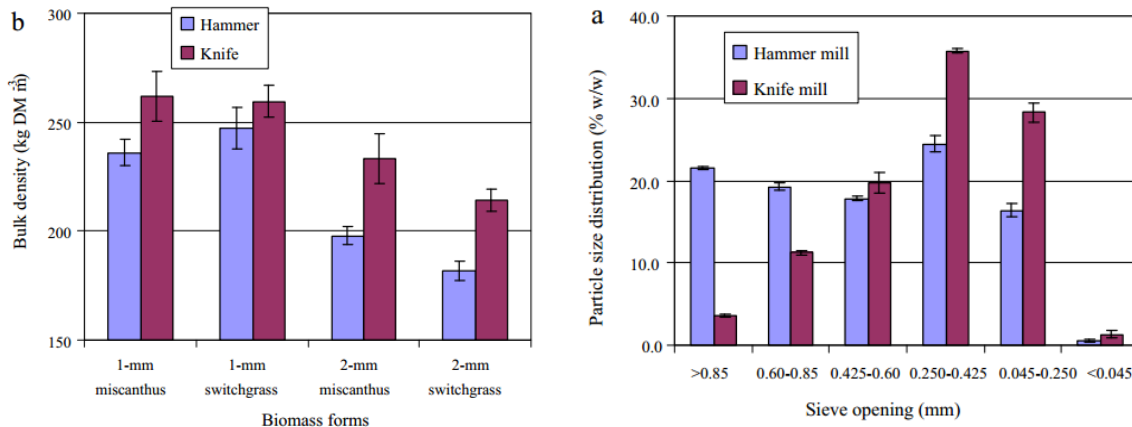 b
Hammer
Knife
Bulk density (kg DM m-3)
300
250
200
150
1-mm miscanthus
1-mm switchgrass
2-mm miscanthus
2-mm switchgrass
Biomass forms
a
Hammer mill
Knife mill
Particle size distribution (% w/w)
40.0
30.0
20.0
10.0
0.0
>0.85
0.60-0.85
0.425-0.60
0.250-0.425
0.045-0.250
<0.045
Sieve opening (mm)